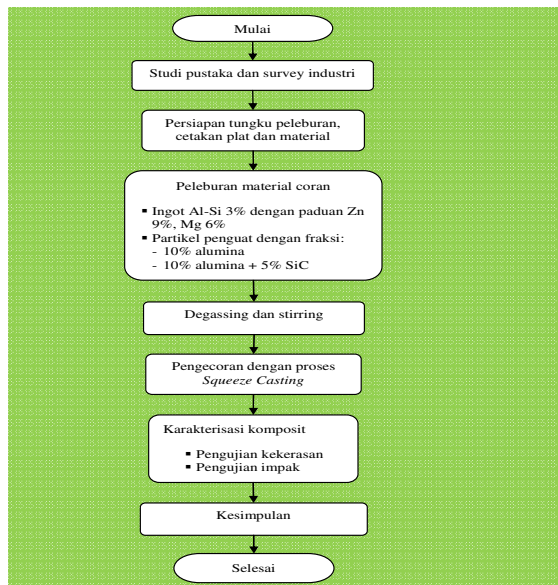 Mulai
Studi pustaka dan survey industri
Persiapan tungku peleburan,
cetakan plat dan material
Peleburan material coran
▪ Ingot Al-Si 3% dengan paduan Zn
9%, Mg 6%
▪ Partikel penguat dengan fraksi:
- 10% alumina
- 10% alumina + 5% SiC
Degassing dan stirring
Pengecoran dengan proses
Squeeze Casting
Karakterisasi komposit
▪ Pengujian kekerasan
▪ Pengujian impak
Kesimpulan
Selesai